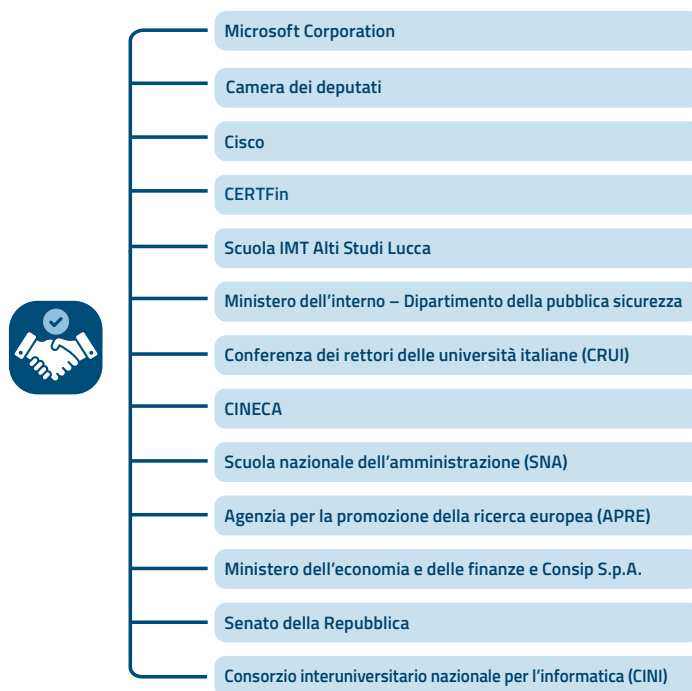 Microsoft Corporation
Camera dei deputati
Cisco
CERTFin
Scuola IMT Alti Studi Lucca
Ministero dell’interno – Dipartimento della pubblica sicurezza
Conferenza dei rettori delle università italiane (CRUI)
CINECA
Scuola nazionale dell’amministrazione (SNA)
Agenzia per la promozione della ricerca europea (APRE)
Ministero dell’economia e delle finanze e Consip S.p.A.
Senato della Repubblica
Consorzio interuniversitario nazionale per l’informatica (CINI)